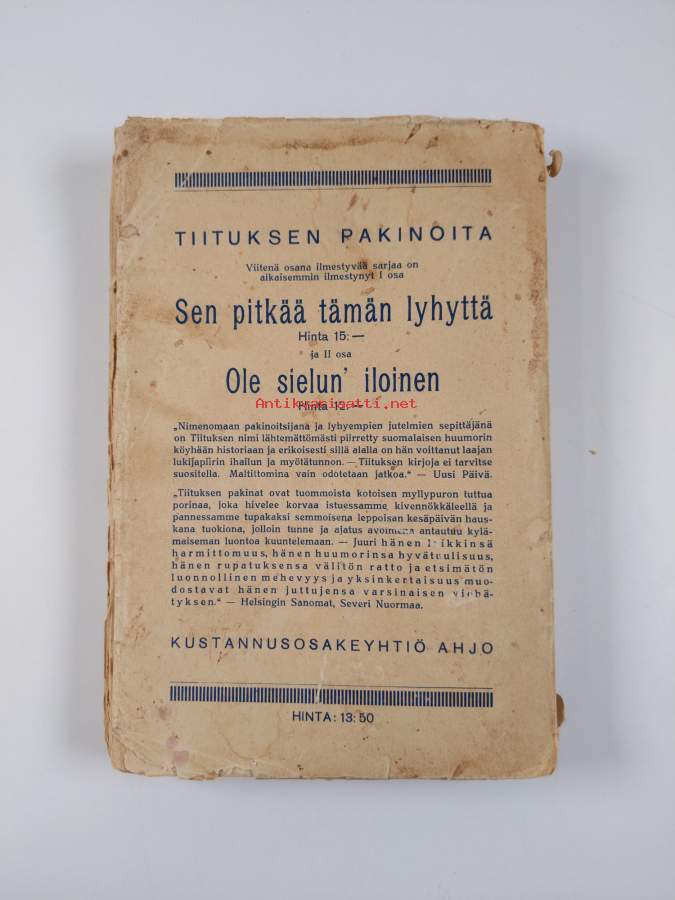 TIITUKSEN PAKINOITA
Viitenä osana ilmestyvää sarjaa on
aikaisemmin ilmestynyt I osa
Sen pitkää tämän lyhyttä
Hinta 15:—
ja II osa
Ole sielun' iloinen
Hinta 12:—
Antikvariaatti.net
„Nimenomaan pakinoitsijana ja lyhyempien jutelmien sepittäjänä
on Tiituksen nimi lähtemättömästi piirretty suomalaisen huumorin
köyhään historiaan ja erikoisesti sillä alalla on hän voittanut laajan
lukijapiirin ihailun ja myötätunnon. — Tiituksen kirjoja ei tarvitse
suositella. Malttittomina vain odotetaan jatkoa.“ — Uusi Päivä.
„Tiituksen pakinat ovat tuommoista kotoisen myllypuron tuttua
porinaa, joka hivelee korvaa istuessamme kivennökkäleellä ja
pannessamme tupakaksi semmoisena leppoisan kesäpäivän haus-
kana tuokiona, jolloin tunne ja ajatus avoimena antautuu kylä-
maiseman luontoa kuuntelemaan. — Juuri hänen leikkinsä
harmittomuus, hänen huumorinsa hyväntuulisuus,
hänen rupatuksensa välitön ratto ja etsimätön
luonnollinen mehevyys ja yksinkertaisuus muo-
dostavat hänen juttujensa varsinaisen viehä-
tyksen.“ — Helsingin Sanomat, Severi Nuormaa.
KUSTANNUSOSAKEYHTIÖ AHJO
HINTA: 13:50